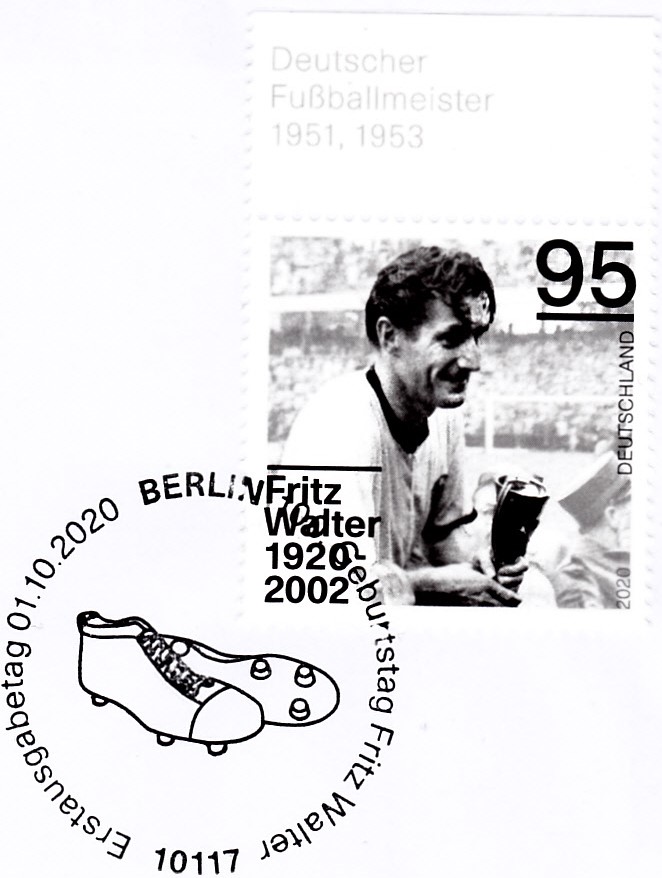 Deutscher
Fußballmeister
1951, 1953
95
DEUTSCHLAND
2020
Fritz
Walter
1920-
2002
BERLIN
Geburtstag Fritz Walter
Erstausgabetag 01.10.2020
10117